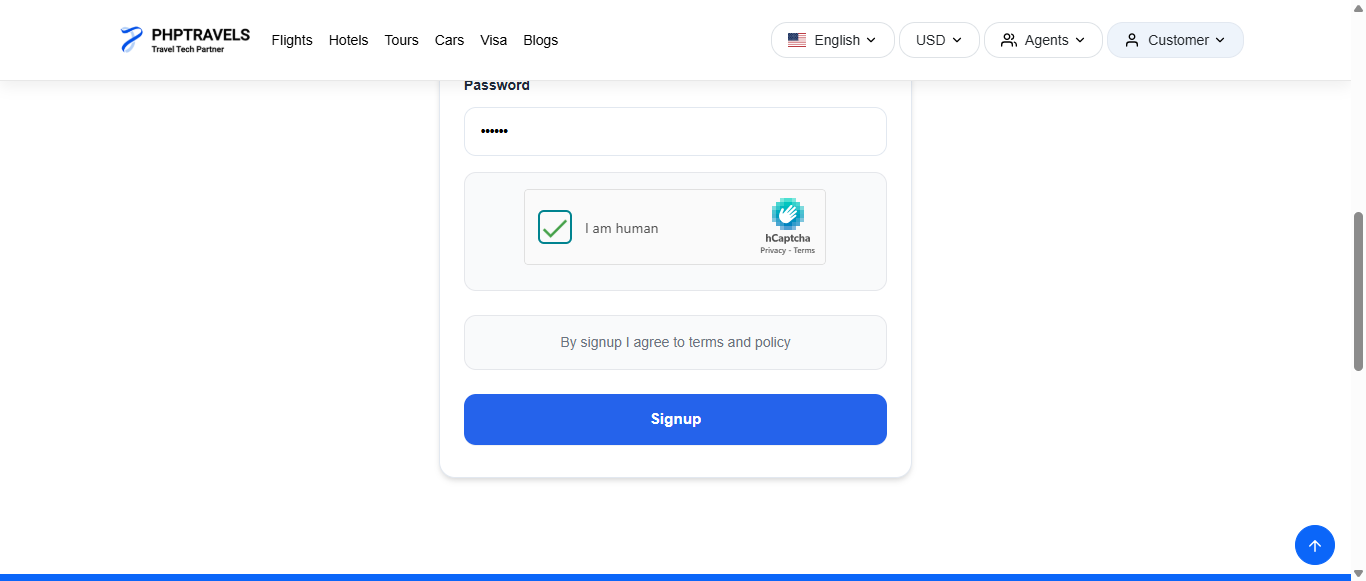 PHPTRAVELS
Travel Tech Partner
Flights Hotels Tours Cars Visa Blogs
English USD Agents Customer
Password
••••••
I am human
hCaptcha
Privacy - Terms
By signup I agree to terms and policy
Signup